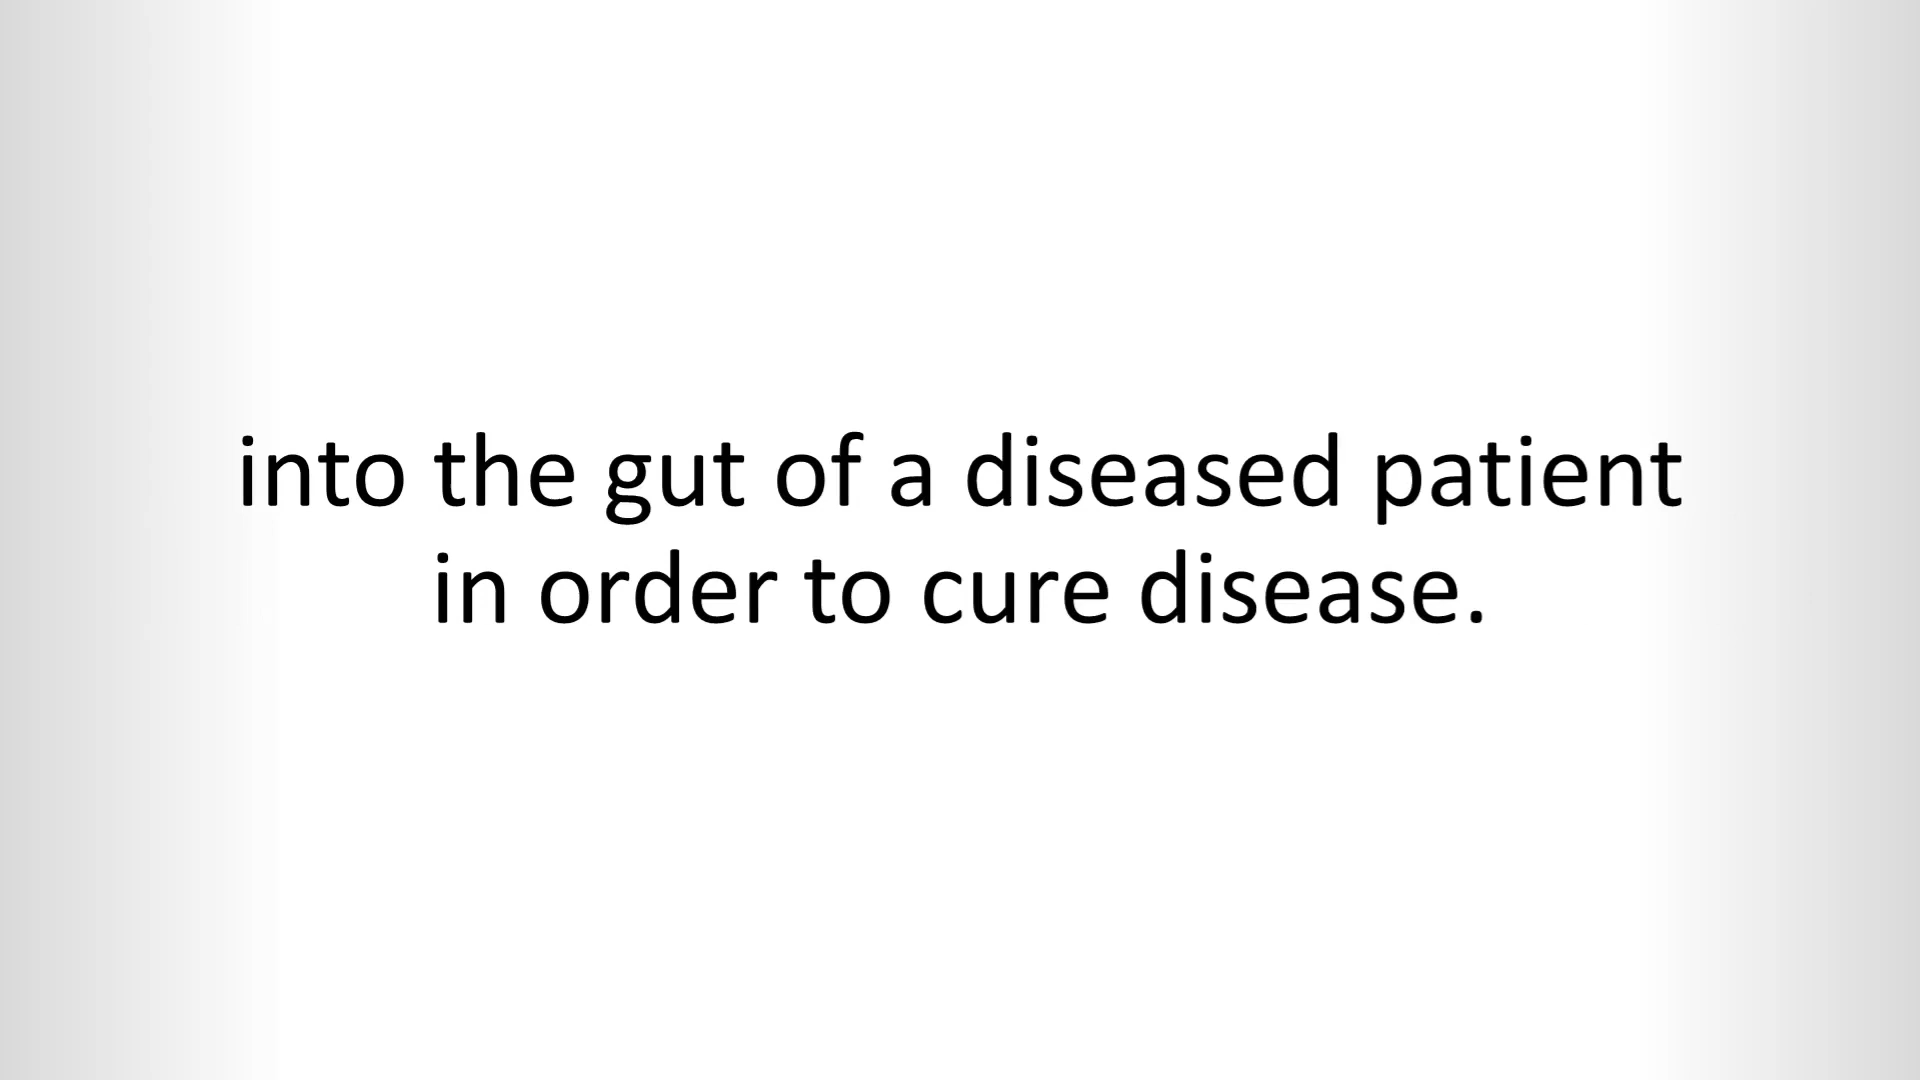 into the gut of a diseased patient
in order to cure disease.